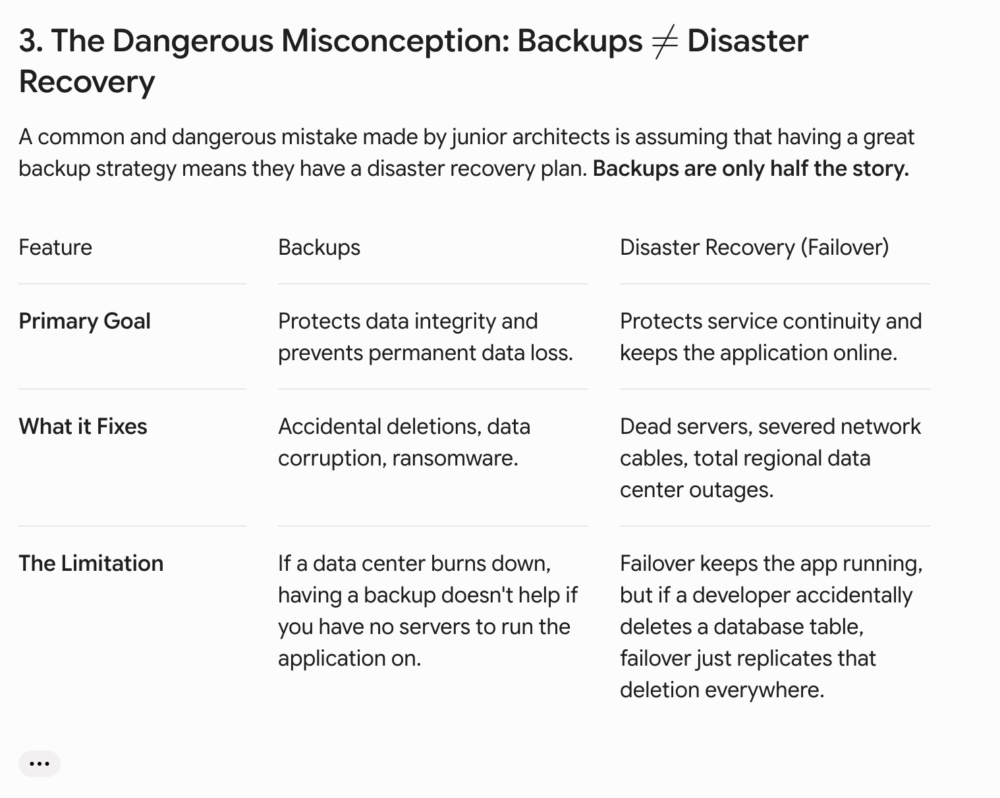 3. The Dangerous Misconception: Backups ≠ Disaster
Recovery
A common and dangerous mistake made by junior architects is assuming that having a great
backup strategy means they have a disaster recovery plan. Backups are only half the story.
Feature
Backups
Disaster Recovery (Failover)
Primary Goal
Protects data integrity and
prevents permanent data loss.
Protects service continuity and
keeps the application online.
What it Fixes
Accidental deletions, data
corruption, ransomware.
Dead servers, severed network
cables, total regional data
center outages.
The Limitation
If a data center burns down,
having a backup doesn't help if
you have no servers to run the
application on.
Failover keeps the app running,
but if a developer accidentally
deletes a database table,
failover just replicates that
deletion everywhere.